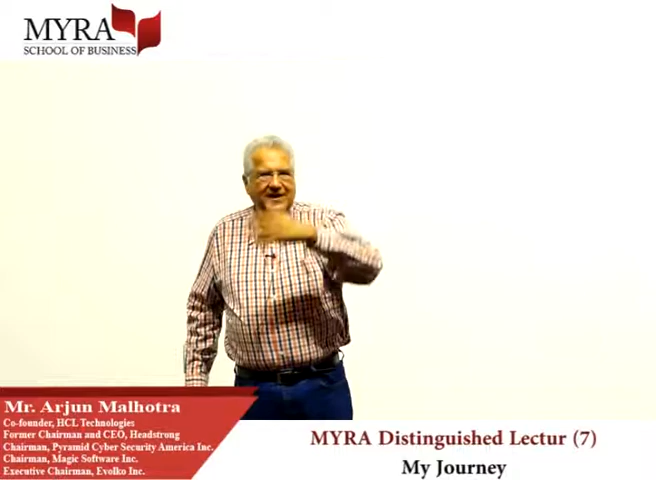 MYRA
SCHOOL OF BUSINESS
Mr. Arjun Malhotra
Co-founder, HCL Technologies
Former Chairman and CEO, Headstrong
Chairman, Pyramid Cyber Security America Inc.
Chairman, Magic Software Inc.
Executive Chairman, Evolko Inc.
MYRA Distinguished Lectur (7)
My Journey